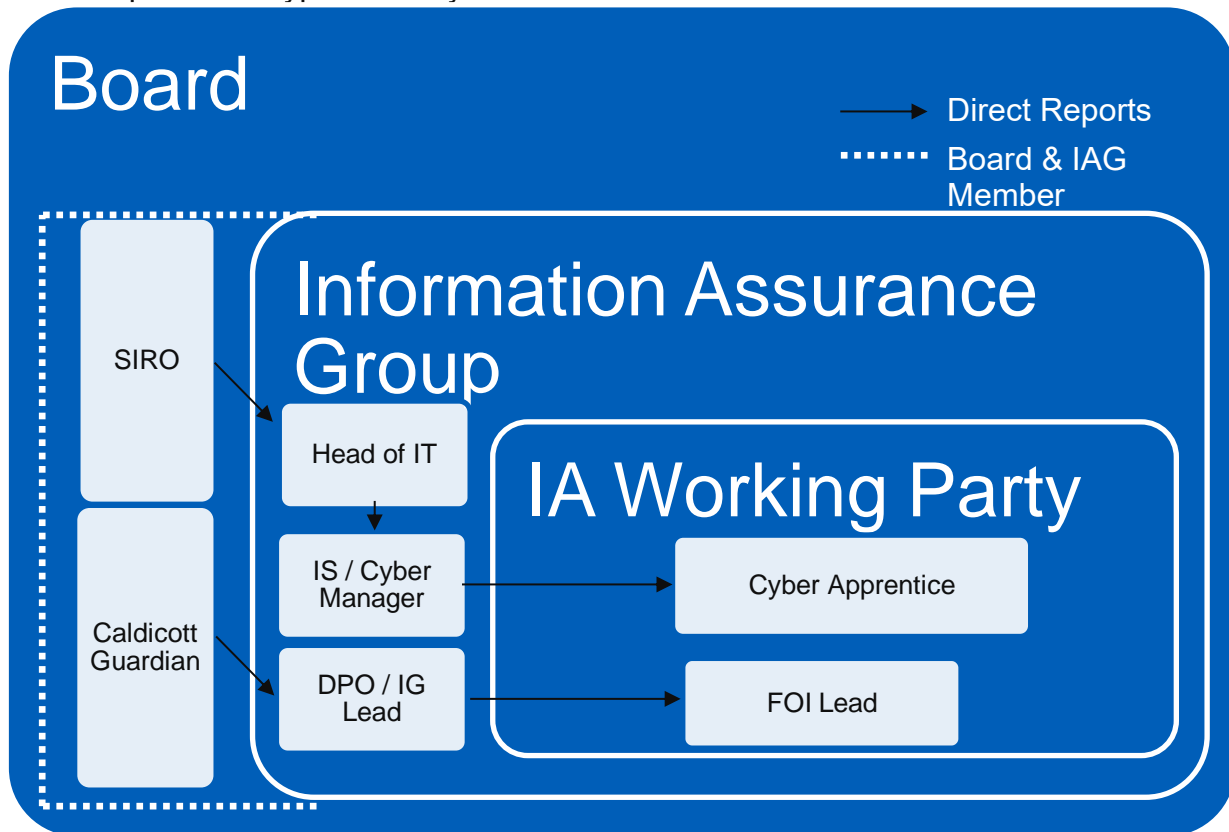 Board
Direct Reports
Board & IAG
Member
Information Assurance
Group
SIRO
Head of IT
IA Working Party
IS / Cyber
Manager
Cyber Apprentice
Caldicott
Guardian
DPO / IG
Lead
FOI Lead